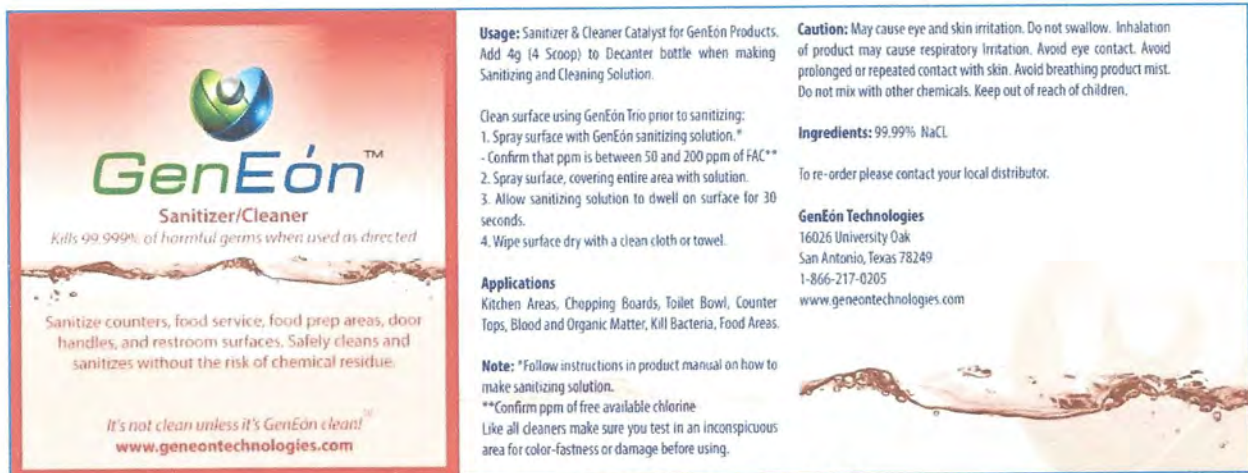 GenEón™
Sanitizer/Cleaner
Kills 99.999% of harmful germs when used as directed
Sanitize counters, food service, food prep areas, door
handles, and restroom surfaces. Safely cleans and
sanitizes without the risk of chemical residue.
It's not clean unless it's GenEón clean!™
www.geneontechnologies.com
Usage: Sanitizer & Cleaner Catalyst for GenEón Products.
Add 4g (4 Scoop) to Decanter bottle when making
Sanitizing and Cleaning Solution.
Clean surface using GenEón Trio prior to sanitizing:
1. Spray surface with GenEón sanitizing solution.*
- Confirm that ppm is between 50 and 200 ppm of FAC**
2. Spray surface, covering entire area with solution.
3. Allow sanitizing solution to dwell on surface for 30
seconds.
4. Wipe surface dry with a clean cloth or towel.
Applications
Kitchen Areas, Chopping Boards, Toilet Bowl, Counter
Tops, Blood and Organic Matter, Kill Bacteria, Food Areas.
Note: *Follow instructions in product manual on how to
make sanitizing solution.
**Confirm ppm of free available chlorine
Like all cleaners make sure you test in an inconspicuous
area for color-fastness or damage before using.
Caution: May cause eye and skin irritation. Do not swallow. Inhalation
of product may cause respiratory Irritation. Avoid eye contact. Avoid
prolonged or repeated contact with skin. Avoid breathing product mist.
Do not mix with other chemicals. Keep out of reach of children.
Ingredients: 99.99% NaCL
To re-order please contact your local distributor.
GenEón Technologies
16026 University Oak
San Antonio, Texas 78249
1-866-217-0205
www.geneontechnologies.com